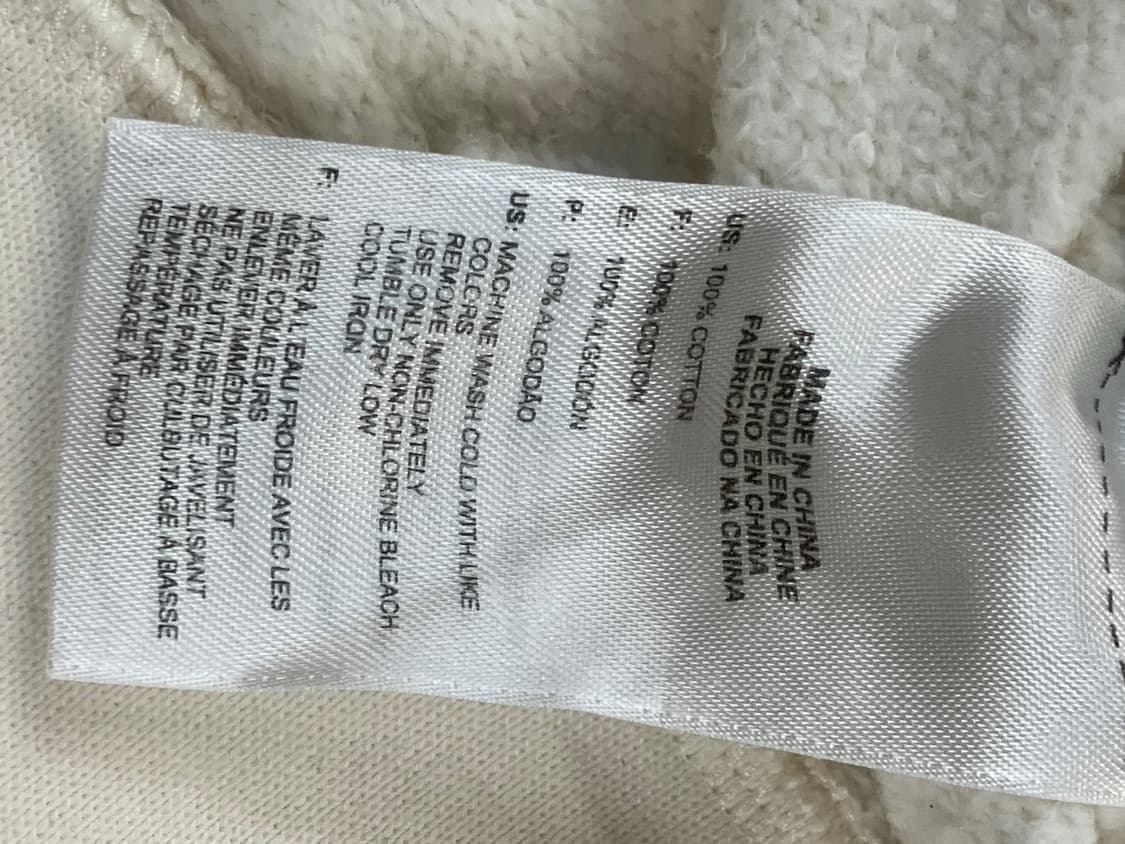 MADE IN CHINA
FABRIQUÉ EN CHINE
HECHO EN CHINA
FABRICADO NA CHINA
US: 100% COTTON
F: 100% COTON
E: 100% ALGODÓN
P: 100% ALGODÃO
US: MACHINE WASH COLD WITH LIKE
COLORS
REMOVE IMMEDIATELY
USE ONLY NON-CHLORINE BLEACH
TUMBLE DRY LOW
COOL IRON
F: LAVER À L'EAU FROIDE AVEC LES
MÊME COULEURS
ENLEVER IMMÉDIATEMENT
NE PAS UTILISER DE JAVELISANT
SÉCHAGE PAR CULBUTAGE À BASSE
TEMPÉRATURE
REPASSAGE À FROID